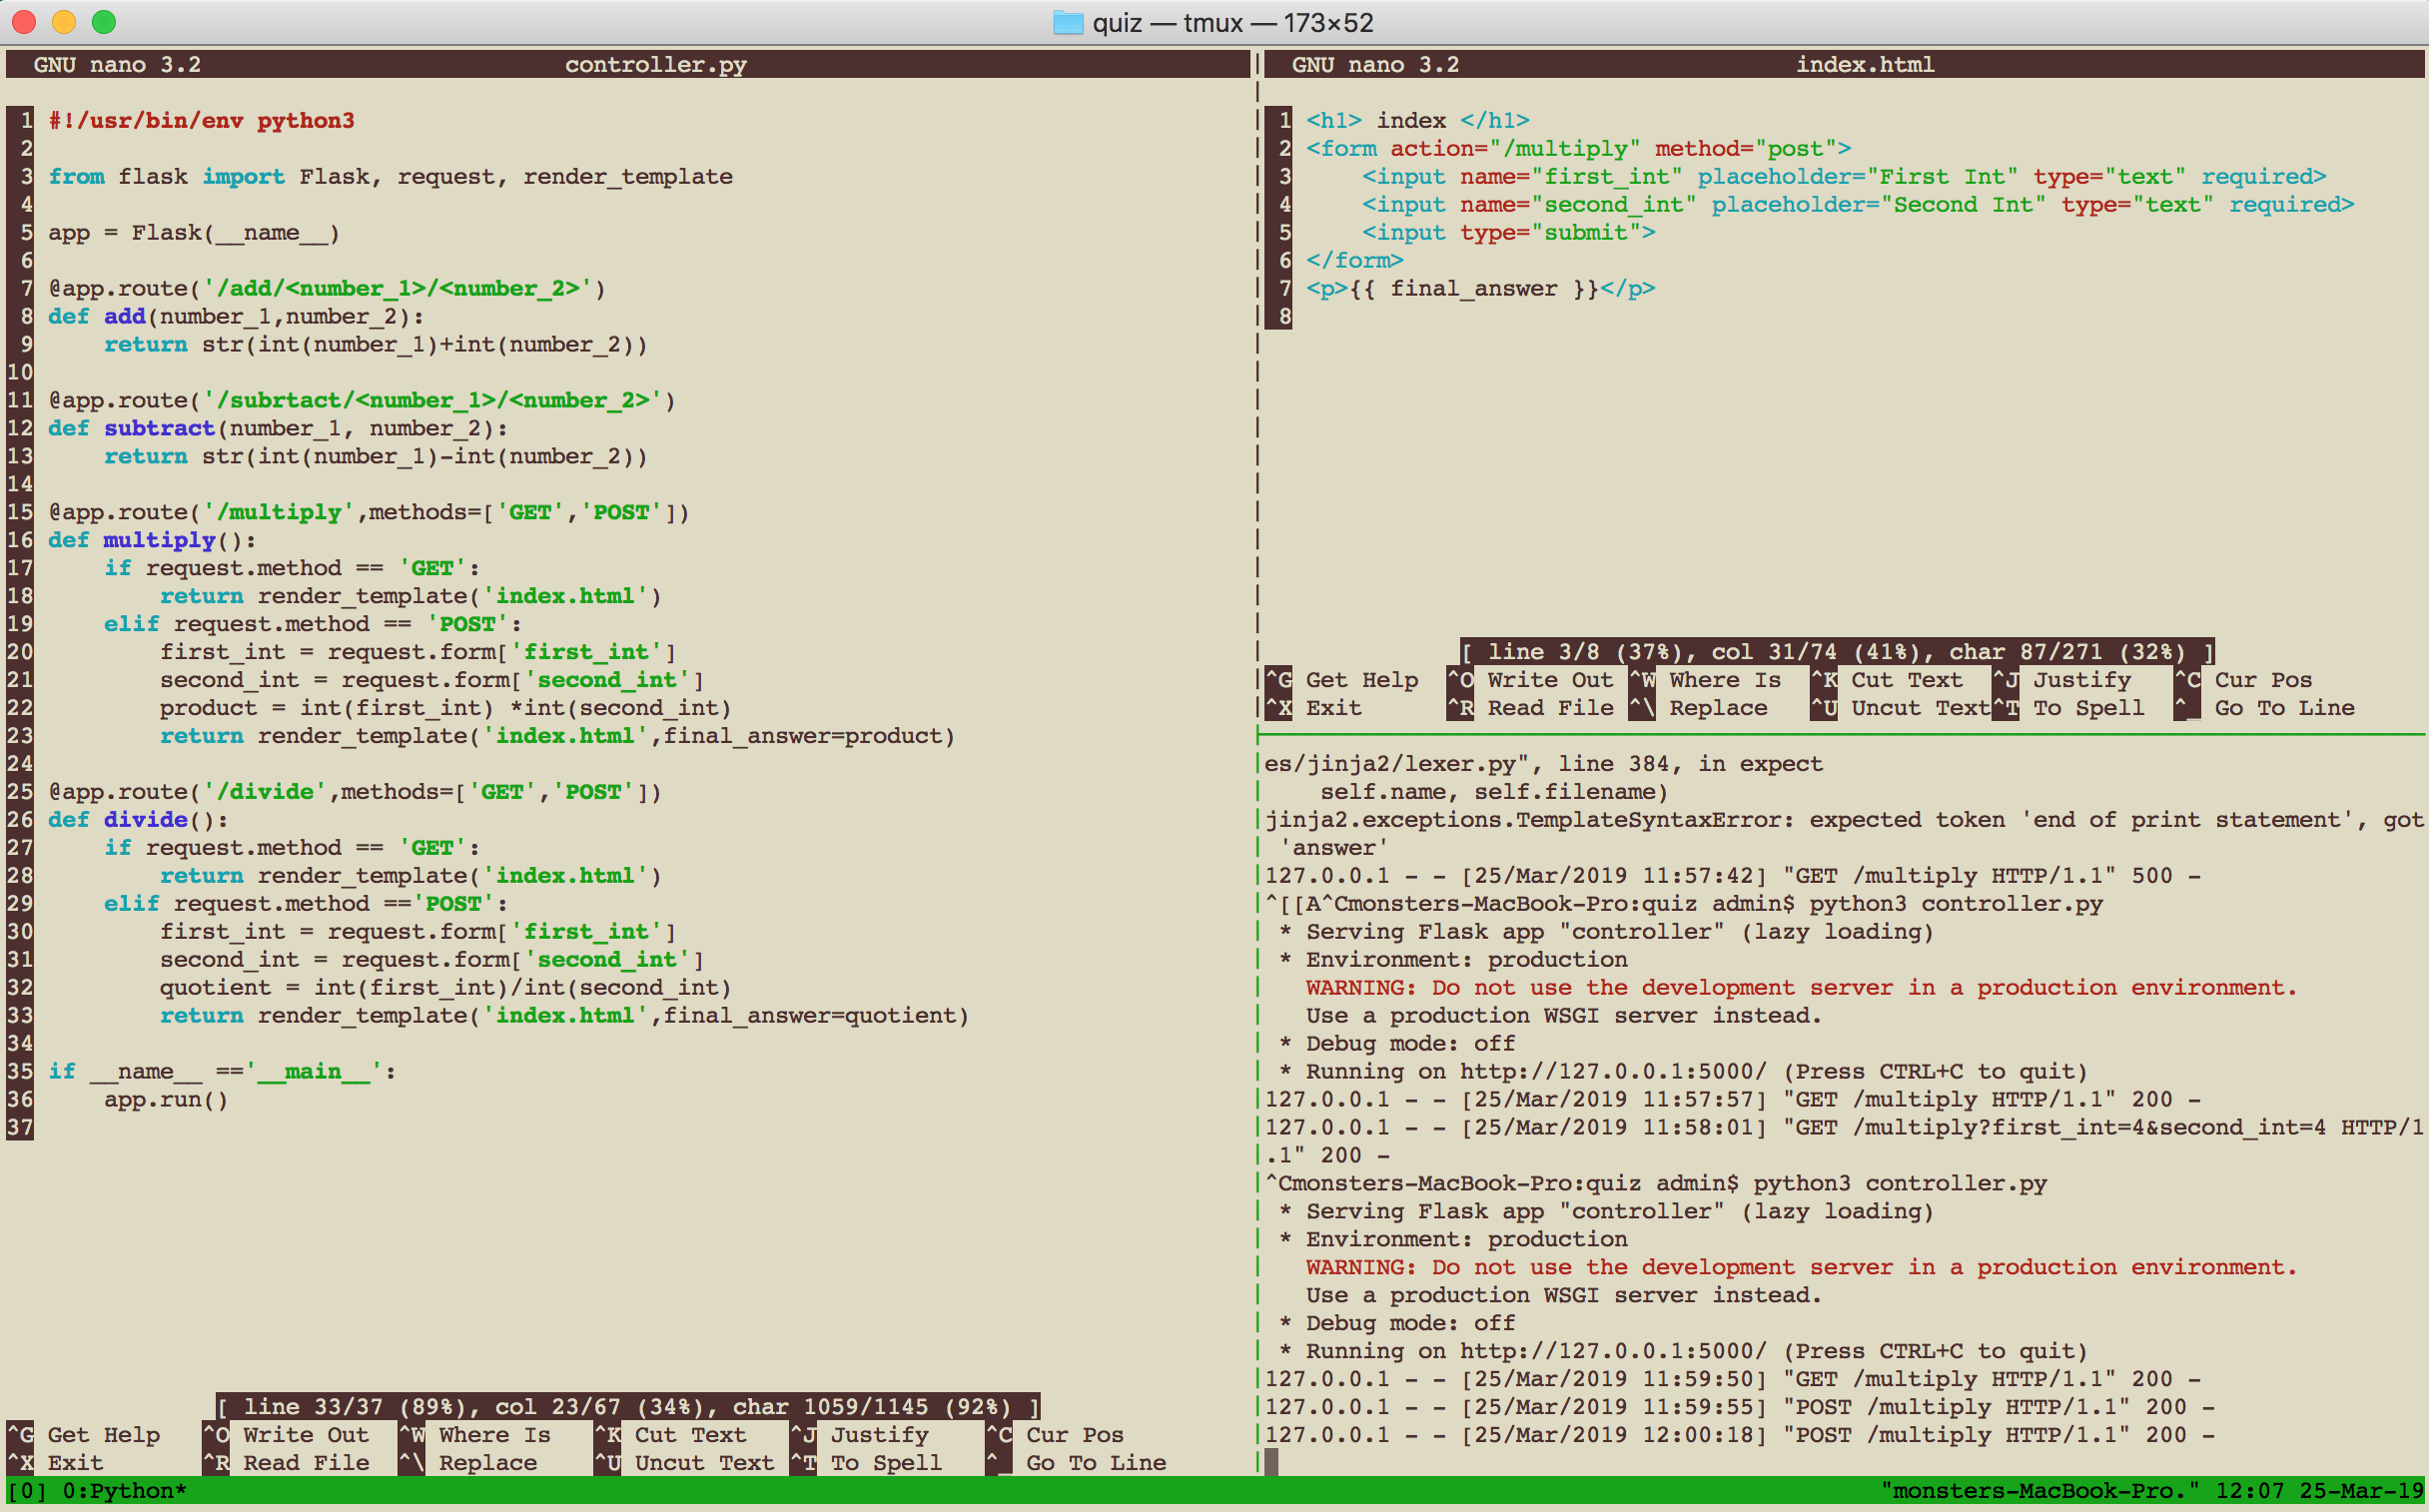 quiz — tmux — 173×52
GNU nano 3.2 controller.py
1 #!/usr/bin/env python3
2
3 from flask import Flask, request, render_template
4
5 app = Flask(__name__)
6
7 @app.route('/add/<number_1>/<number_2>')
8 def add(number_1,number_2):
9     return str(int(number_1)+int(number_2))
10
11 @app.route('/subrtact/<number_1>/<number_2>')
12 def subtract(number_1, number_2):
13     return str(int(number_1)-int(number_2))
14
15 @app.route('/multiply',methods=['GET','POST'])
16 def multiply():
17     if request.method == 'GET':
18         return render_template('index.html')
19     elif request.method == 'POST':
20         first_int = request.form['first_int']
21         second_int = request.form['second_int']
22         product = int(first_int) *int(second_int)
23         return render_template('index.html',final_answer=product)
24
25 @app.route('/divide',methods=['GET','POST'])
26 def divide():
27     if request.method == 'GET':
28         return render_template('index.html')
29     elif request.method =='POST':
30         first_int = request.form['first_int']
31         second_int = request.form['second_int']
32         quotient = int(first_int)/int(second_int)
33         return render_template('index.html',final_answer=quotient)
34
35 if __name__ =='__main__':
36     app.run()
37
[ line 33/37 (89%), col 23/67 (34%), char 1059/1145 (92%) ]
^G Get Help ^O Write Out ^W Where Is ^K Cut Text ^J Justify ^C Cur Pos
^X Exit ^R Read File ^\ Replace ^U Uncut Text ^T To Spell ^_ Go To Line
GNU nano 3.2 index.html
1 <h1> index </h1>
2 <form action="/multiply" method="post">
3     <input name="first_int" placeholder="First Int" type="text" required>
4     <input name="second_int" placeholder="Second Int" type="text" required>
5     <input type="submit">
6 </form>
7 <p>{{ final_answer }}</p>
8
[ line 3/8 (37%), col 31/74 (41%), char 87/271 (32%) ]
^G Get Help ^O Write Out ^W Where Is ^K Cut Text ^J Justify ^C Cur Pos
^X Exit ^R Read File ^\ Replace ^U Uncut Text ^T To Spell ^_ Go To Line
es/jinja2/lexer.py", line 384, in expect
    self.name, self.filename)
jinja2.exceptions.TemplateSyntaxError: expected token 'end of print statement', got
 'answer'
127.0.0.1 - - [25/Mar/2019 11:57:42] "GET /multiply HTTP/1.1" 500 -
^[[A^Cmonsters-MacBook-Pro:quiz admin$ python3 controller.py
 * Serving Flask app "controller" (lazy loading)
 * Environment: production
   WARNING: Do not use the development server in a production environment.
   Use a production WSGI server instead.
 * Debug mode: off
 * Running on http://127.0.0.1:5000/ (Press CTRL+C to quit)
127.0.0.1 - - [25/Mar/2019 11:57:57] "GET /multiply HTTP/1.1" 200 -
127.0.0.1 - - [25/Mar/2019 11:58:01] "GET /multiply?first_int=4&second_int=4 HTTP/1
.1" 200 -
^Cmonsters-MacBook-Pro:quiz admin$ python3 controller.py
 * Serving Flask app "controller" (lazy loading)
 * Environment: production
   WARNING: Do not use the development server in a production environment.
   Use a production WSGI server instead.
 * Debug mode: off
 * Running on http://127.0.0.1:5000/ (Press CTRL+C to quit)
127.0.0.1 - - [25/Mar/2019 11:59:50] "GET /multiply HTTP/1.1" 200 -
127.0.0.1 - - [25/Mar/2019 11:59:55] "POST /multiply HTTP/1.1" 200 -
127.0.0.1 - - [25/Mar/2019 12:00:18] "POST /multiply HTTP/1.1" 200 -
[0] 0:Python* "monsters-MacBook-Pro." 12:07 25-Mar-19